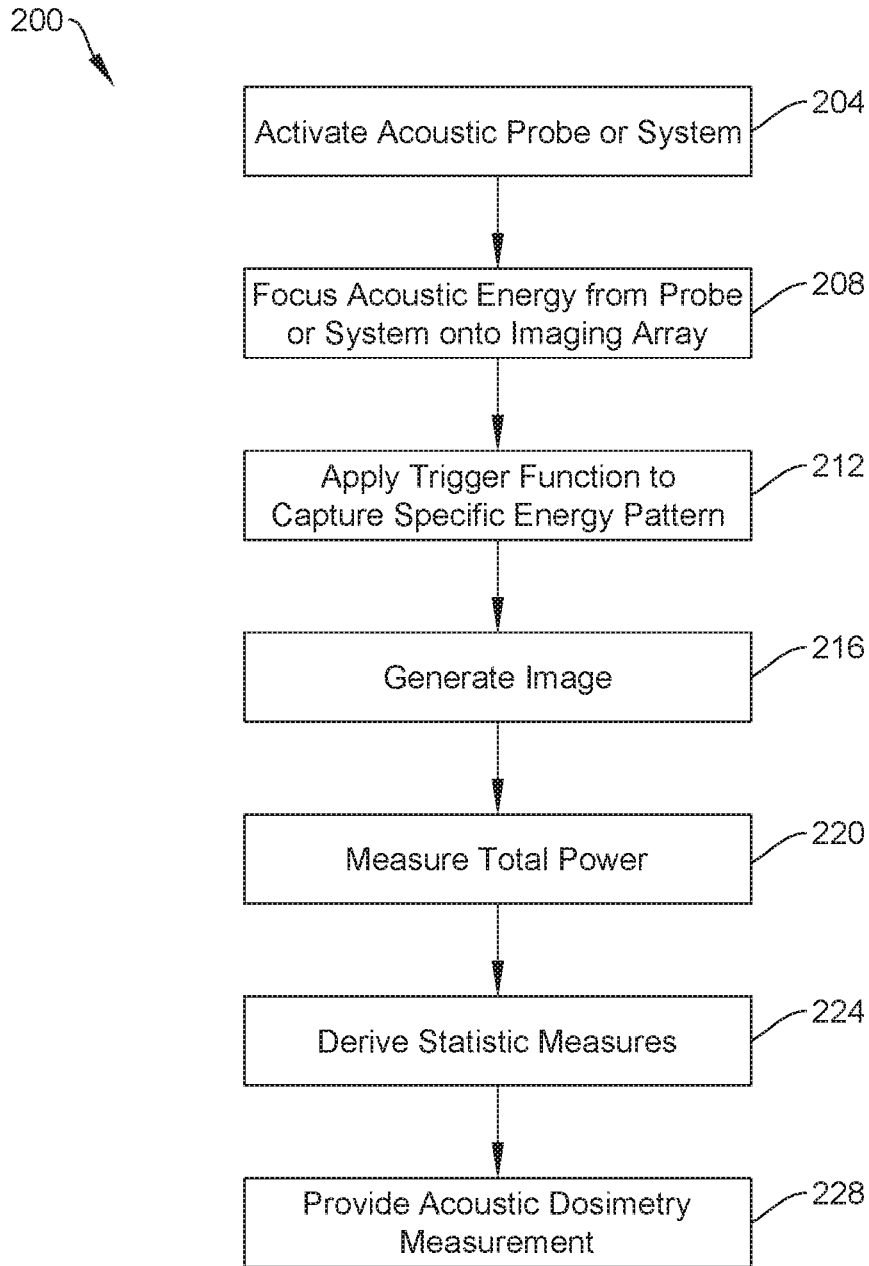 200
Activate Acoustic Probe or System
204
Focus Acoustic Energy from Probe
or System onto Imaging Array
208
Apply Trigger Function to
Capture Specific Energy Pattern
212
Generate Image
216
Measure Total Power
220
Derive Statistic Measures
224
Provide Acoustic Dosimetry
Measurement
228